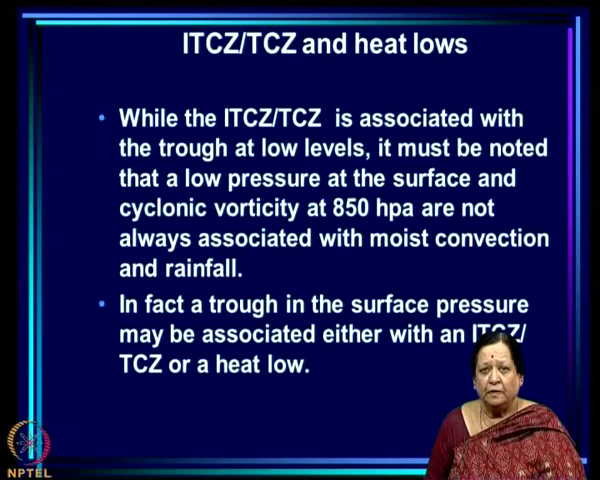 ITCZ/TCZ and heat lows
• While the ITCZ/TCZ is associated with
the trough at low levels, it must be noted
that a low pressure at the surface and
cyclonic vorticity at 850 hpa are not
always associated with moist convection
and rainfall.
• In fact a trough in the surface pressure
may be associated either with an ITCZ/
TCZ or a heat low.
NPTEL